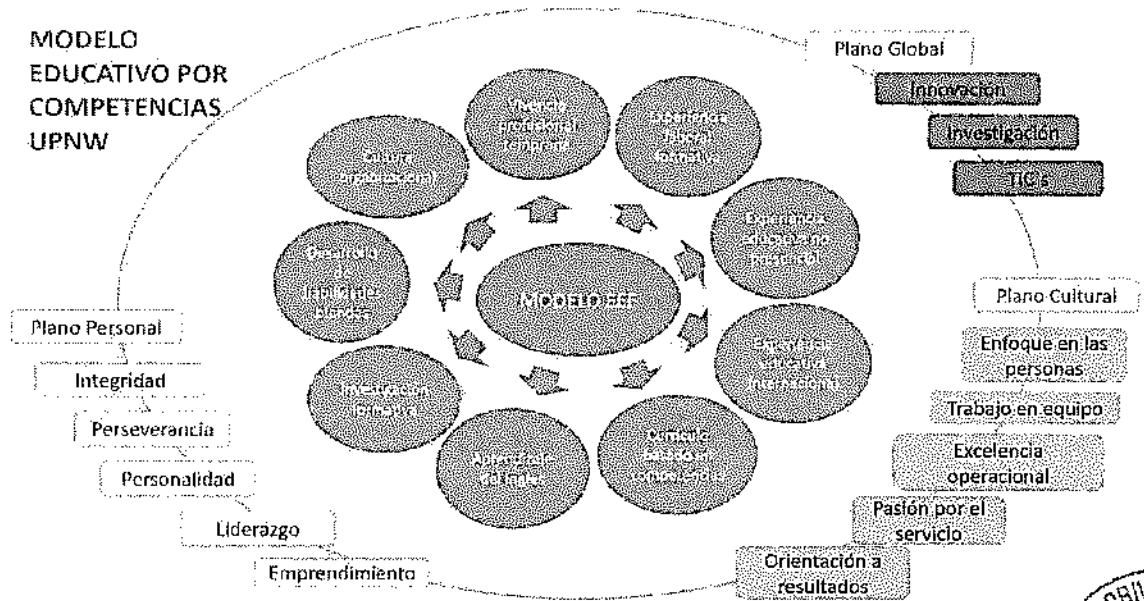 MODELO
EDUCATIVO POR
COMPETENCIAS
UPNW
Plano Global
Innovacion
Investigación
TIC's
Vivencia
profesional
temprana
Experiencia
laboral
formativa
Cultura
organizacional
Experiencia
educativa no
presencial
Desarrollo
de
habilidades
blandas
MODELO EEE
Plano Cultural
Enfoque en las
personas
Trabajo en equipo
Excelencia
operacional
Pasión por el
servicio
Orientación a
resultados
Experiencia
educativa
internacional
Investigación
formativa
Aprendizaje
del inglés
Currículo
basado en
competencias
Plano Personal
Integridad
Perseverancia
Personalidad
Liderazgo
Emprendimiento